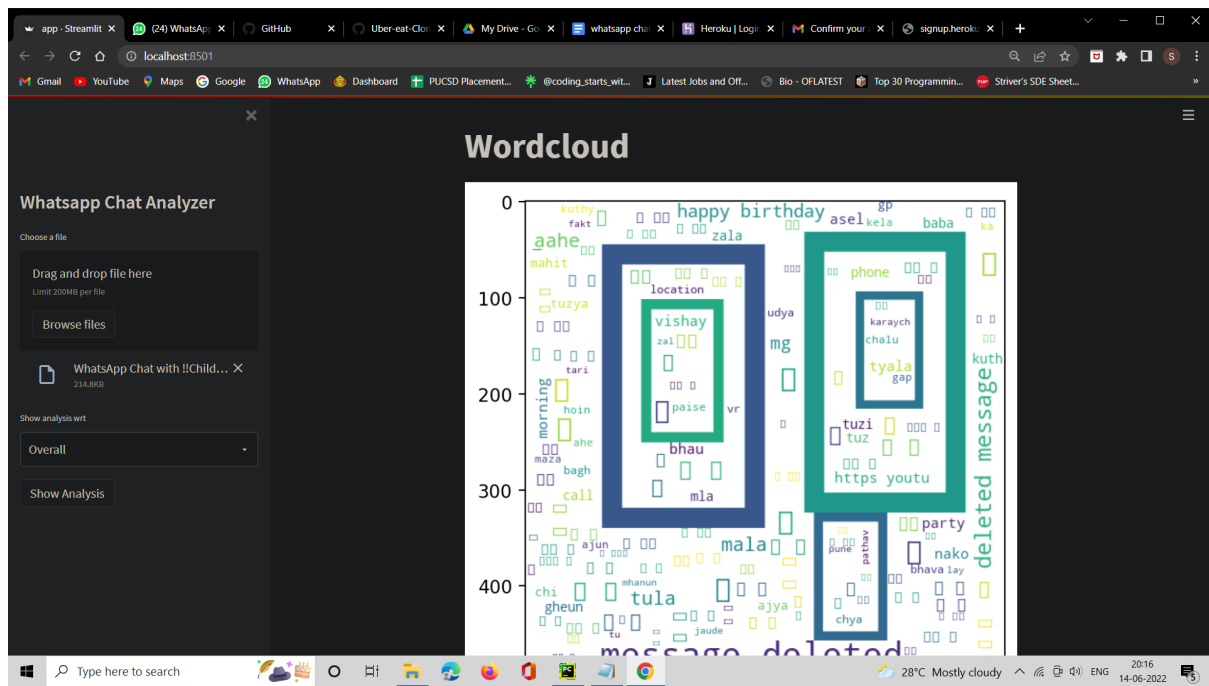 app · Streamlit
(24) WhatsAp
GitHub
Uber-eat-Clon
My Drive - Go
whatsapp cha
Heroku | Login
Confirm your
signup.heroku
localhost:8501
Gmail
YouTube
Maps
Google
WhatsApp
Dashboard
PUCSD Placement...
@coding_starts_wit...
Latest Jobs and Off...
Bio - OFLATEST
Top 30 Programmin...
Striver's SDE Sheet...
»
Whatsapp Chat Analyzer
Choose a file
Drag and drop file here
Limit 200MB per file
Browse files
WhatsApp Chat with !!Child...
214.8KB
Show analysis wrt
Overall
Show Analysis
Wordcloud
0
100
200
300
400
kuthy
fakt
happy birthday
gp
asel
kela
baba
ka
aahe
zala
mahit
location
phone
tuzya
vishay
udya
karaych
zal
mg
chalu
kuth
tari
tyala
gap
morning
hoin
paise
vr
tuzi
tuz
deleted message
ahe
bhau
maza
bagh
https youtu
call
mla
party
ajun
mala
pune
pathav
nako
bhava
lay
mhanun
chi
tula
gheun
ajya
chya
tu
jaude
message deleted
Type here to search
28°C Mostly cloudy
ENG
20:16
14-06-2022
5